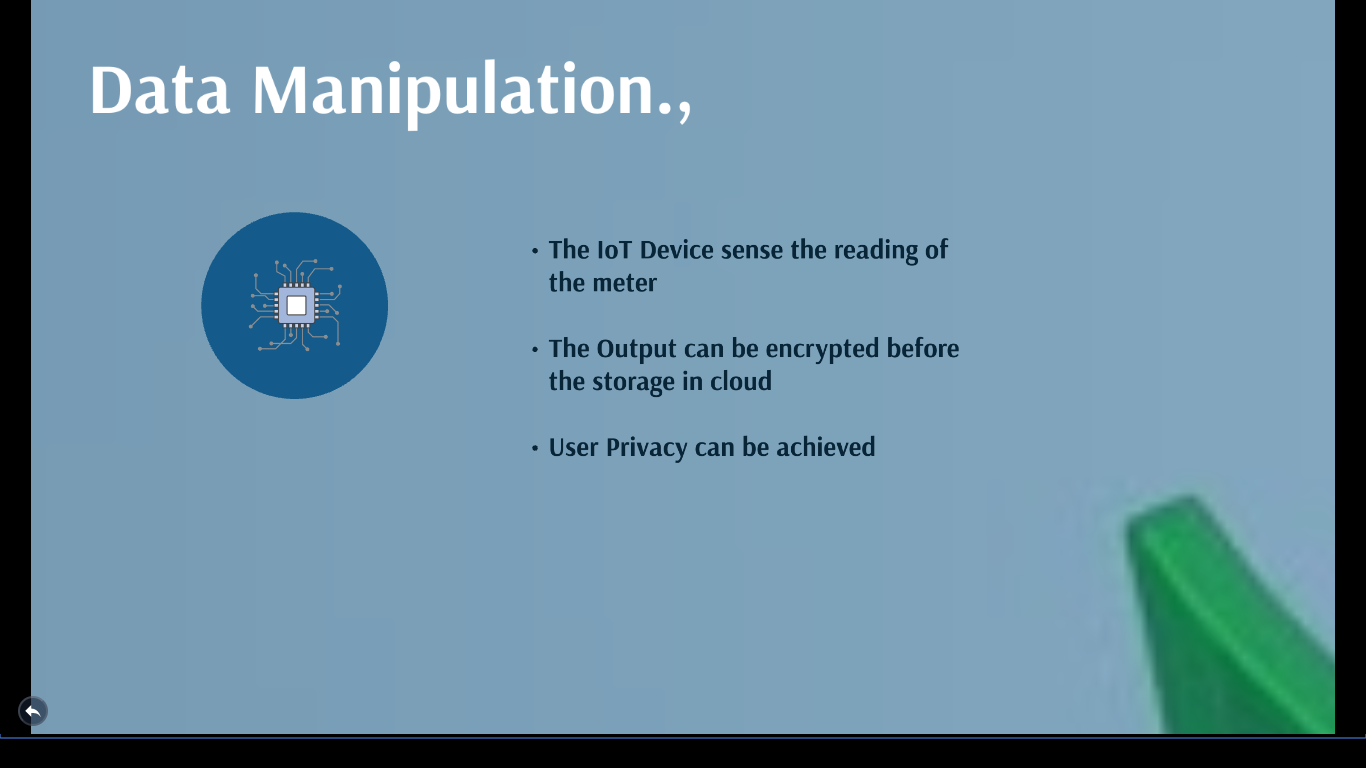 Data Manipulation.,
• The IoT Device sense the reading of
the meter
• The Output can be encrypted before
the storage in cloud
• User Privacy can be achieved